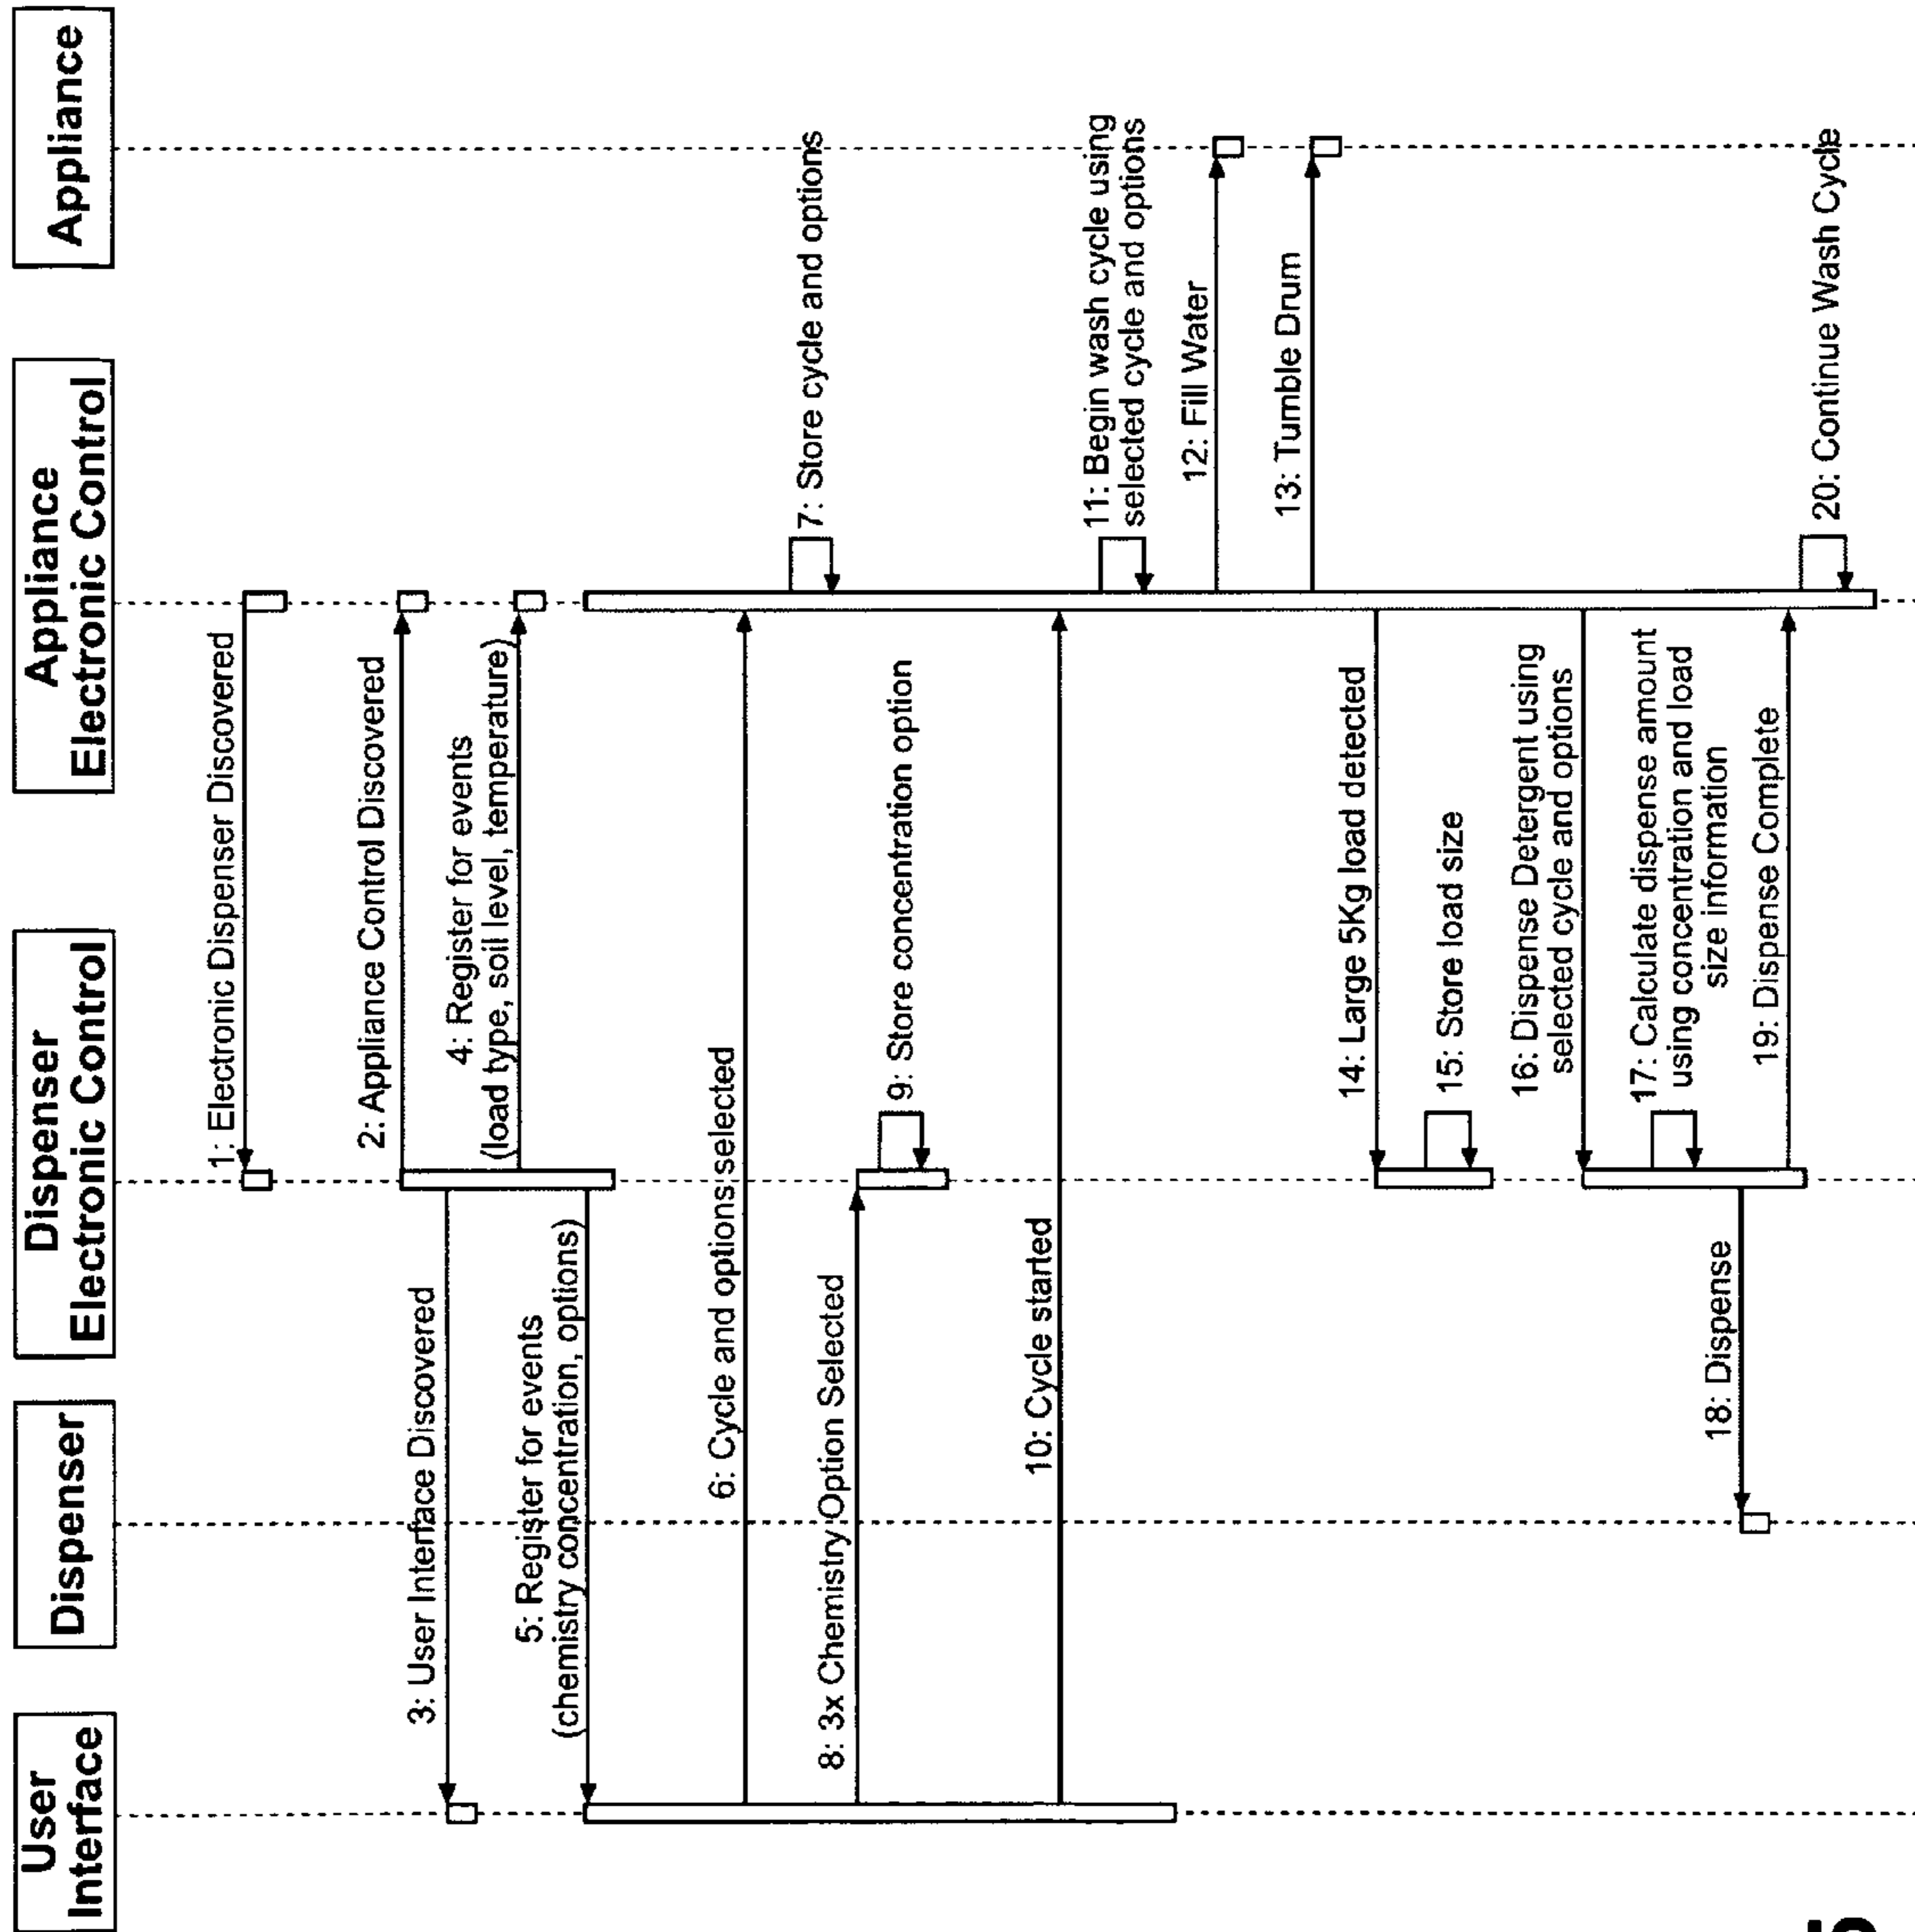 User
Interface
Dispenser
Dispenser
Electronic Control
Appliance
Electronic Control
Appliance
1: Electronic Dispenser Discovered
2: Appliance Control Discovered
3: User Interface Discovered
4: Register for events
(load type, soil level, temperature)
5: Register for events
(chemistry concentration, options)
6: Cycle and options selected
7: Store cycle and options
8: 3x Chemistry Option Selected
9: Store concentration option
10: Cycle started
11: Begin wash cycle using
selected cycle and options
12: Fill Water
13: Tumble Drum
14: Large 5Kg load detected
15: Store load size
16: Dispense Detergent using
selected cycle and options
17: Calculate dispense amount
using concentration and load
size information
18: Dispense
19: Dispense Complete
20: Continue Wash Cycle